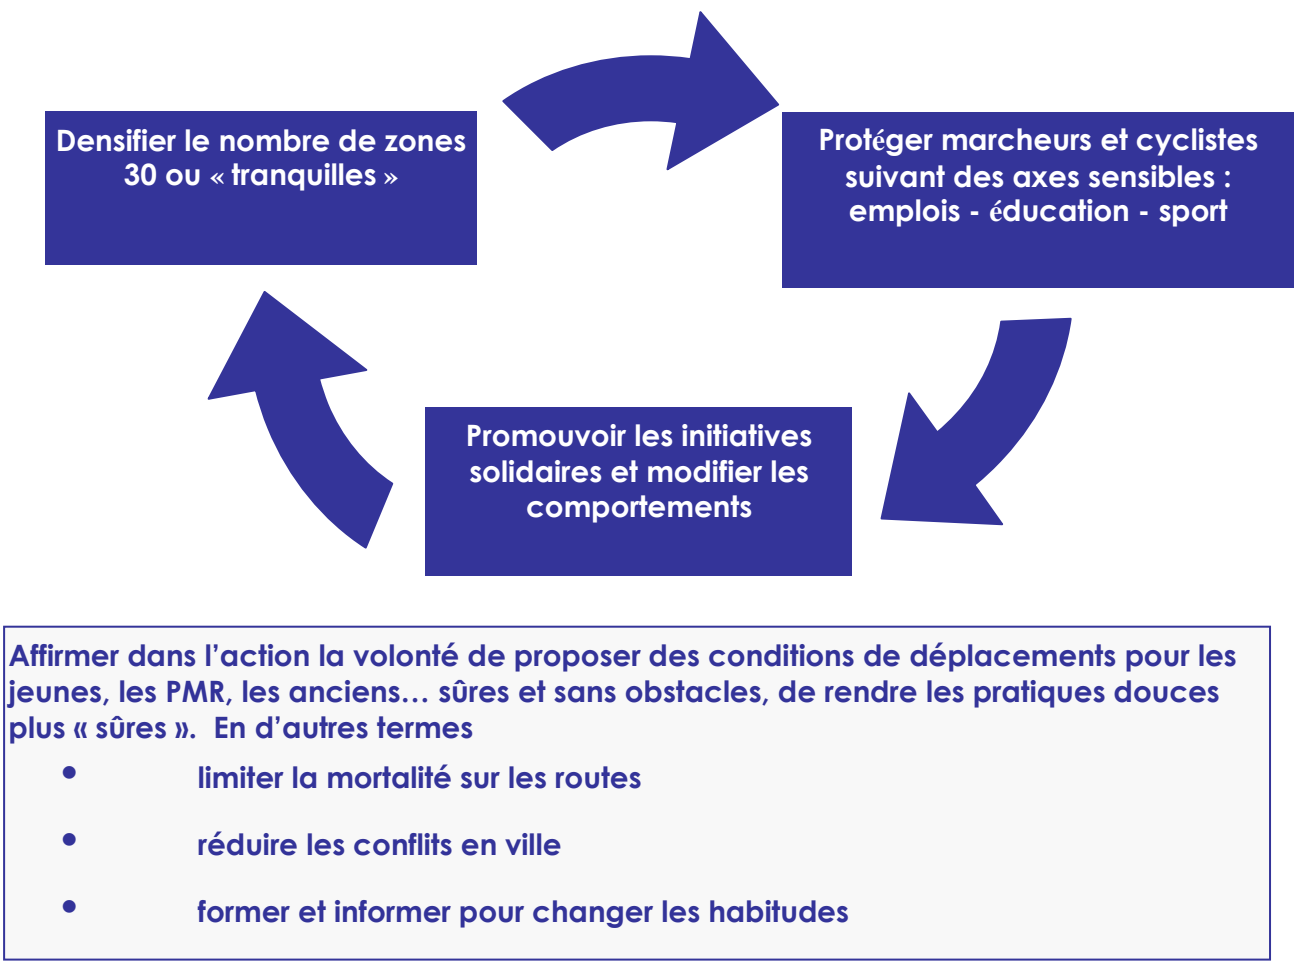 Densifier le nombre de zones
30 ou « tranquilles »
Protéger marcheurs et cyclistes
suivant des axes sensibles :
emplois - éducation - sport
Promouvoir les initiatives
solidaires et modifier les
comportements
Affirmer dans l’action la volonté de proposer des conditions de déplacements pour les
jeunes, les PMR, les anciens… sûres et sans obstacles, de rendre les pratiques douces
plus « sûres ».  En d’autres termes
• limiter la mortalité sur les routes
• réduire les conflits en ville
• former et informer pour changer les habitudes